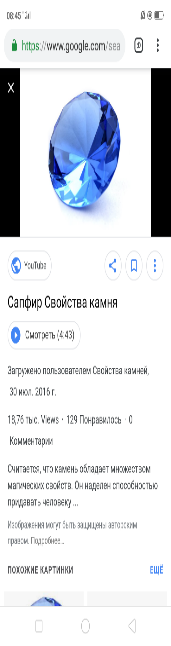 08:45
https://www.google.com/sea
YouTube
Сапфир Свойства камня
Смотреть (4:43)
Загружено пользователем Свойства камней,
30 июл. 2016 г.
18,76 тыс. Views · 129 Понравилось · 0
Комментарии
Считается, что камень обладает множеством
магических свойств. Он наделен способностью
придавать человеку ...
Изображения могут быть защищены авторским
правом. Подробнее...
ПОХОЖИЕ КАРТИНКИ ЕЩЁ